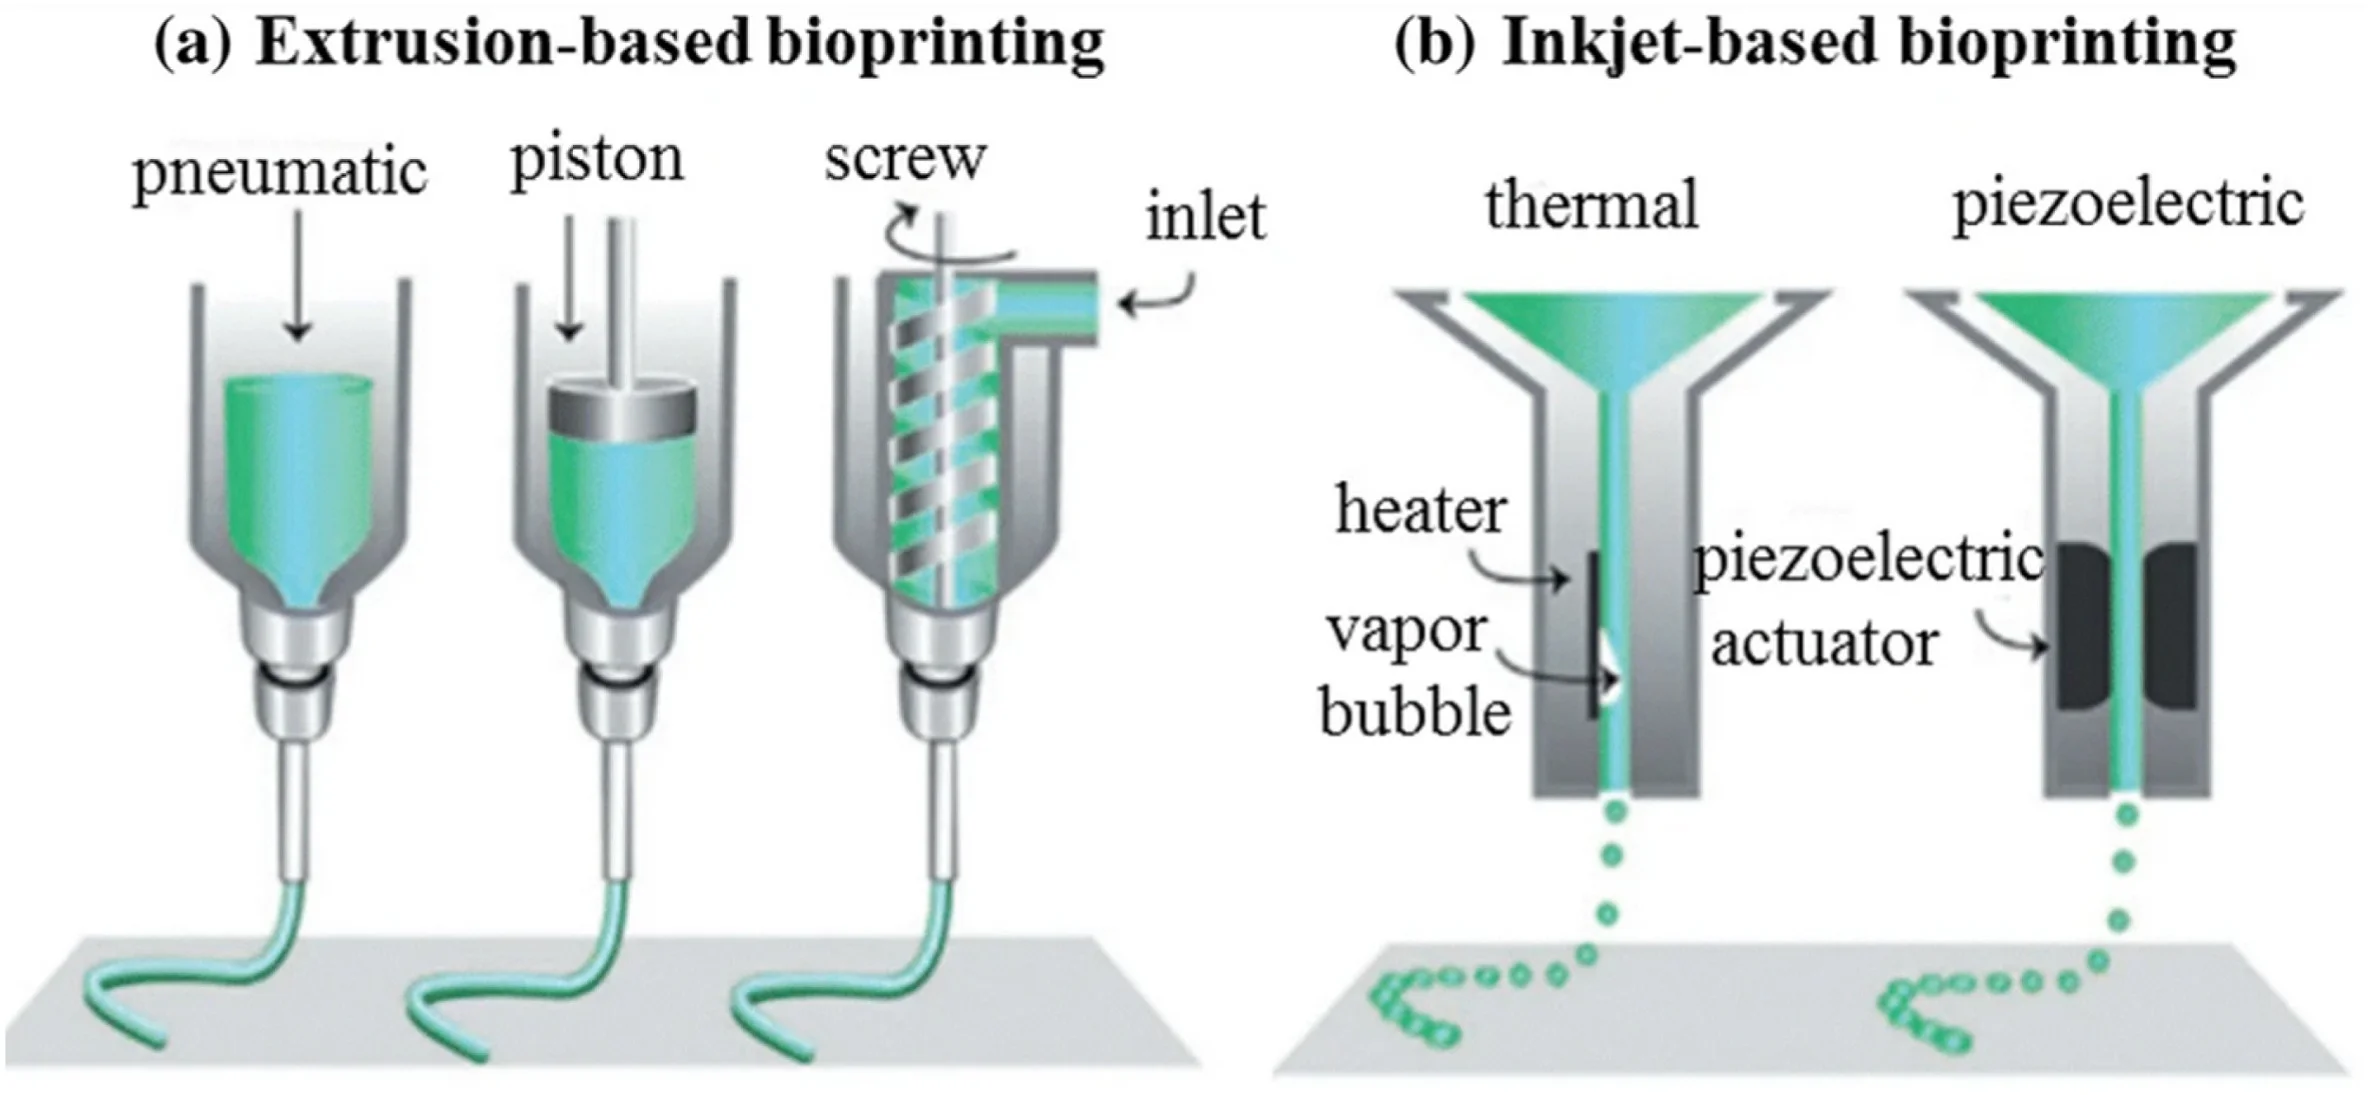 (a) Extrusion-based bioprinting
pneumatic
piston
screw
inlet
(b) Inkjet-based bioprinting
thermal
piezoelectric
heater
vapor
bubble
piezoelectric
actuator